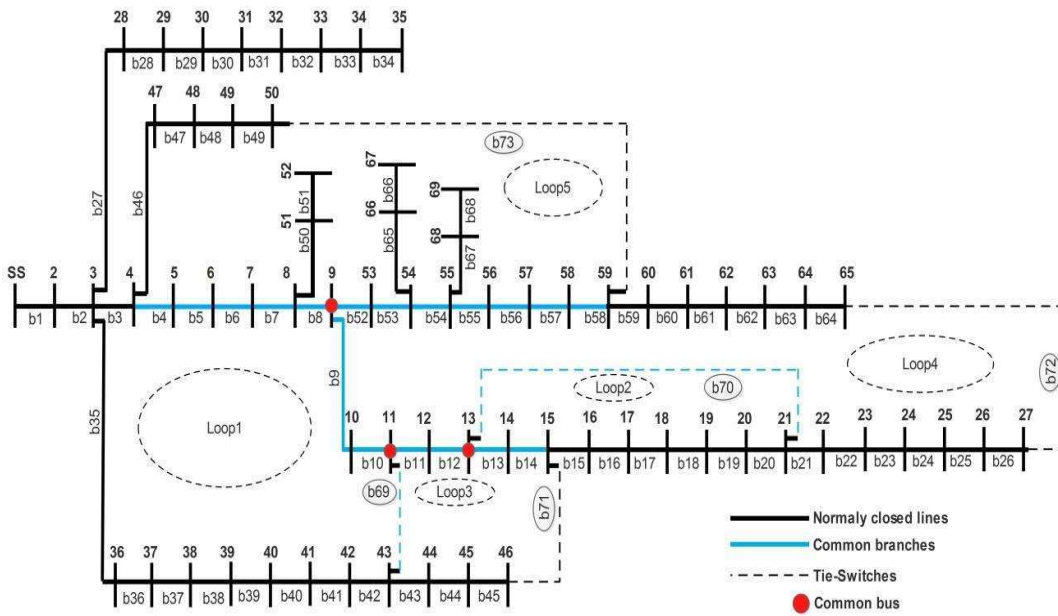 28 29 30 31 32 33 34 35
b28 b29 b30 b31 b32 b33 b34
47 48 49 50
b47 b48 b49
b73
Loop5
b27
b46
52
b51
51
b50
67
b66
66
b65
69
b68
68
b67
SS 2 3 4 5 6 7 8 9 53 54 55 56 57 58 59 60 61 62 63 64 65
b1 b2 b3 b4 b5 b6 b7 b8 b52 b53 b54 b55 b56 b57 b58 b59 b60 b61 b62 b63 b64
Loop4
b72
b9
Loop2
b70
b35
Loop1
10 11 12 13 14 15 16 17 18 19 20 21 22 23 24 25 26 27
b10 b11 b12 b13 b14 b15 b16 b17 b18 b19 b20 b21 b22 b23 b24 b25 b26
b69
Loop3
b71
36 37 38 39 40 41 42 43 44 45 46
b36 b37 b38 b39 b40 b41 b42 b43 b44 b45
Normaly closed lines
Common branches
Tie-Switches
Common bus